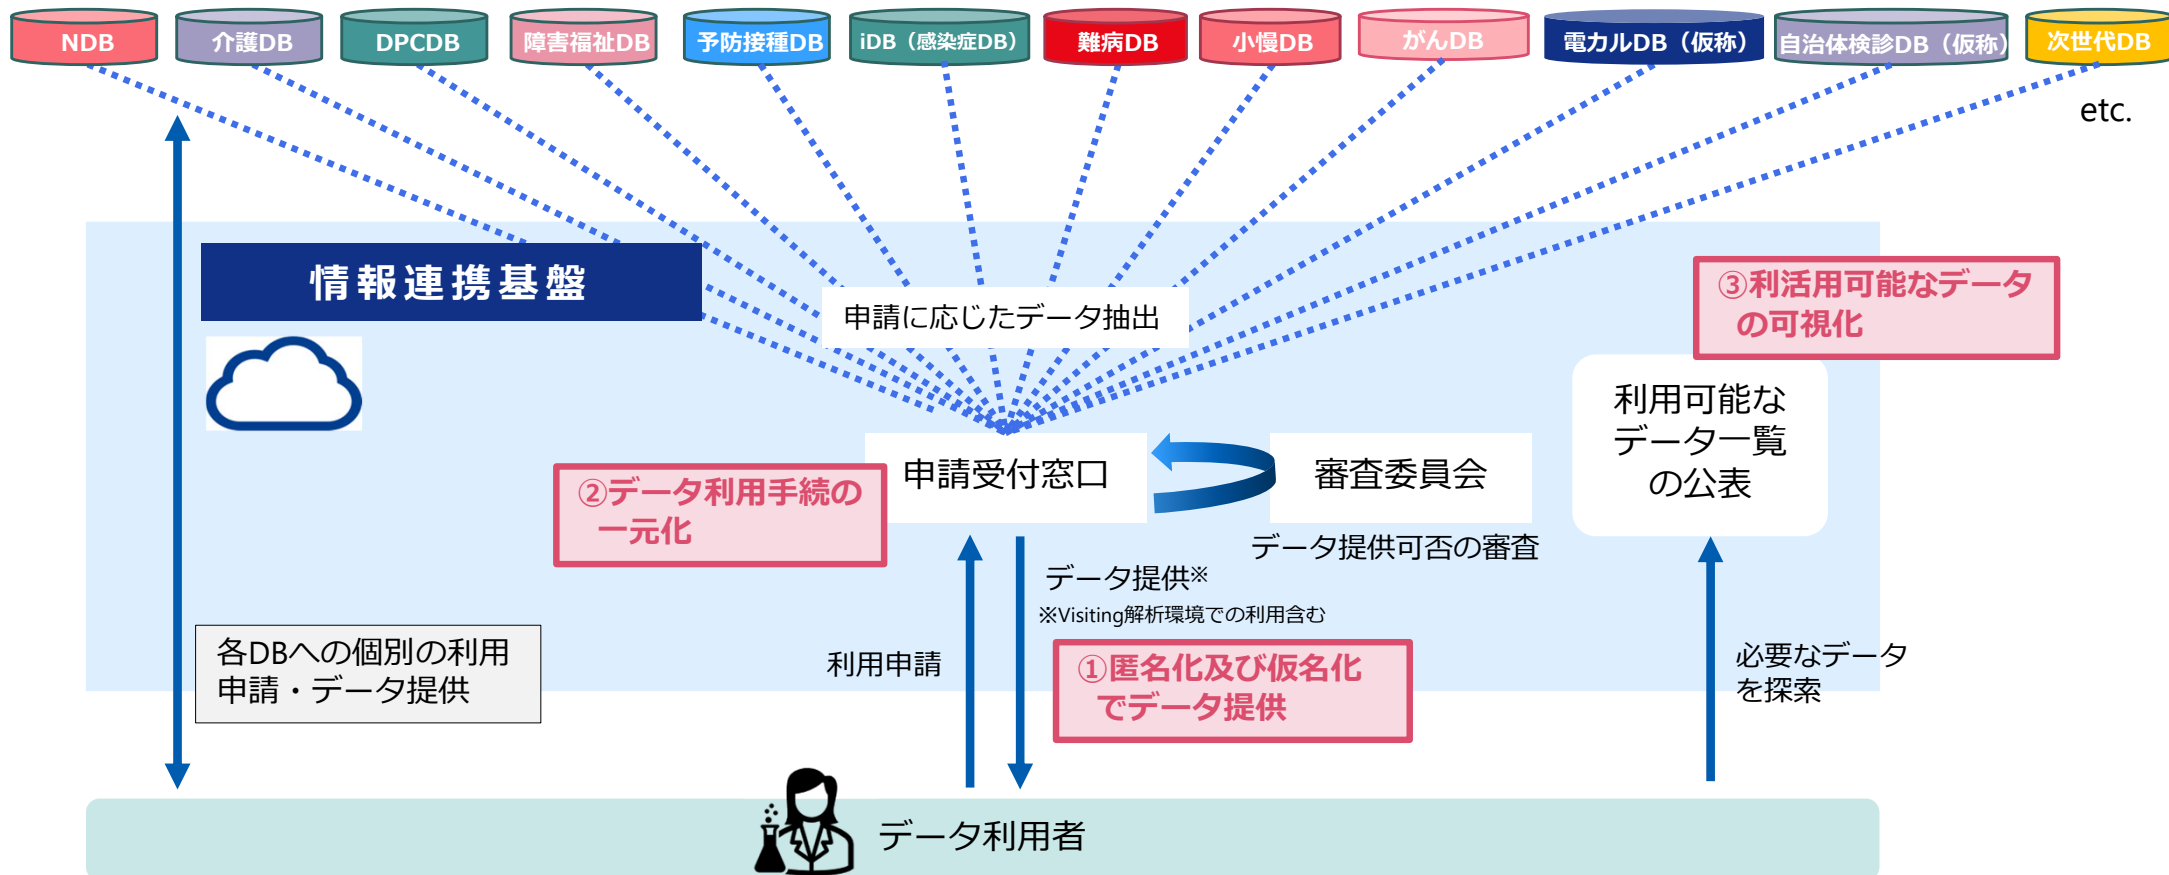 NDB
介護DB
DPCDB
障害福祉DB
予防接種DB
iDB（感染症DB）
難病DB
小慢DB
がんDB
電カルDB（仮称）
自治体検診DB（仮称）
次世代DB
etc.
情報連携基盤
申請に応じたデータ抽出
③利活用可能なデータ
の可視化
利用可能な
データ一覧
の公表
申請受付窓口
審査委員会
②データ利用手続の
一元化
データ提供可否の審査
データ提供※
※Visiting解析環境での利用含む
各DBへの個別の利用
申請・データ提供
利用申請
①匿名化及び仮名化
でデータ提供
必要なデータ
を探索
データ利用者